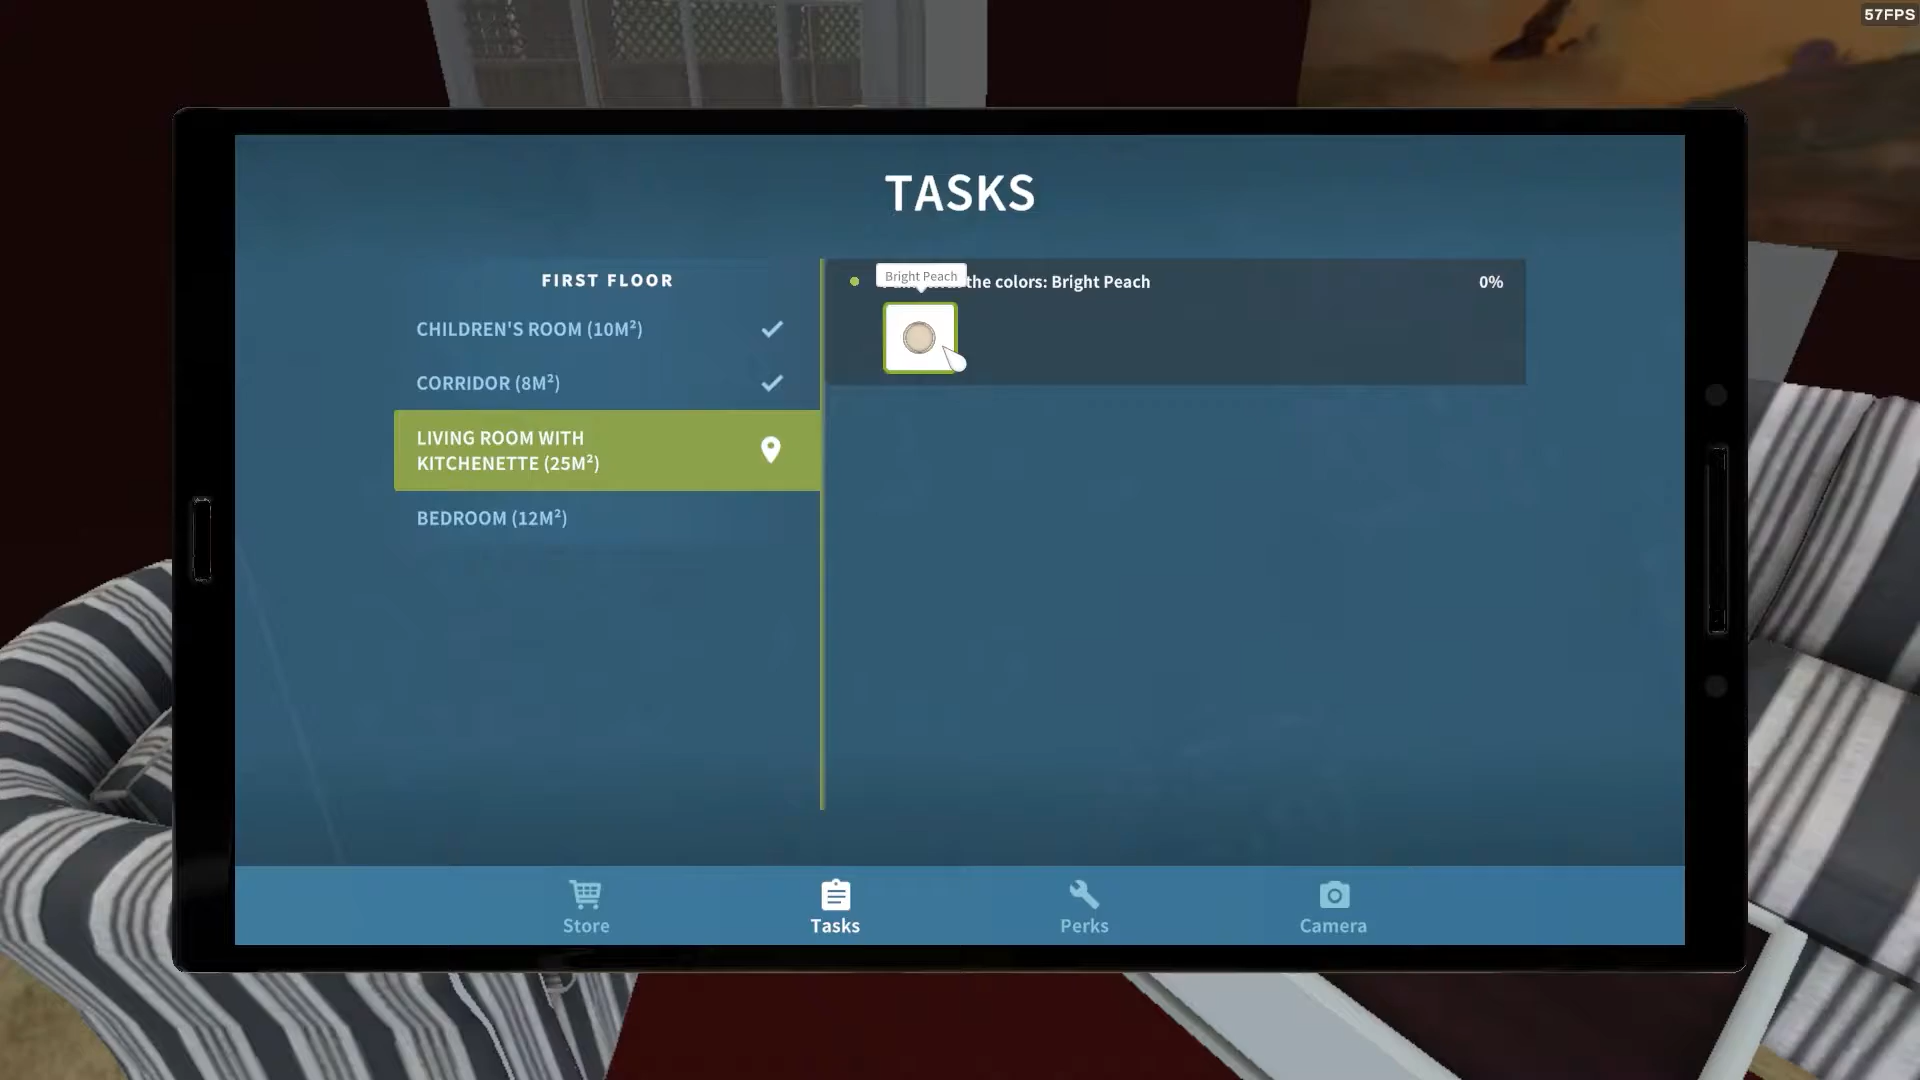 57FPS
TASKS
FIRST FLOOR
CHILDREN'S ROOM (10M²)
CORRIDOR (8M²)
LIVING ROOM WITH
KITCHENETTE (25M²)
BEDROOM (12M²)
Bright Peach
the colors: Bright Peach
0%
Store
Tasks
Perks
Camera